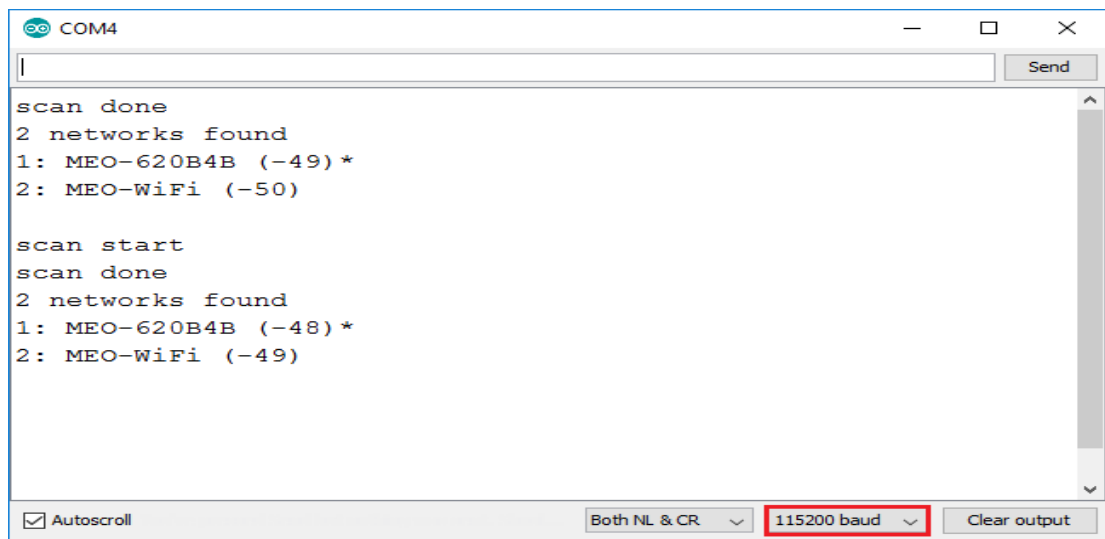 COM4
Send
scan done
2 networks found
1: MEO-620B4B (-49)*
2: MEO-WiFi (-50)
scan start
scan done
2 networks found
1: MEO-620B4B (-48)*
2: MEO-WiFi (-49)
Autoscroll Both NL & CR 115200 baud Clear output